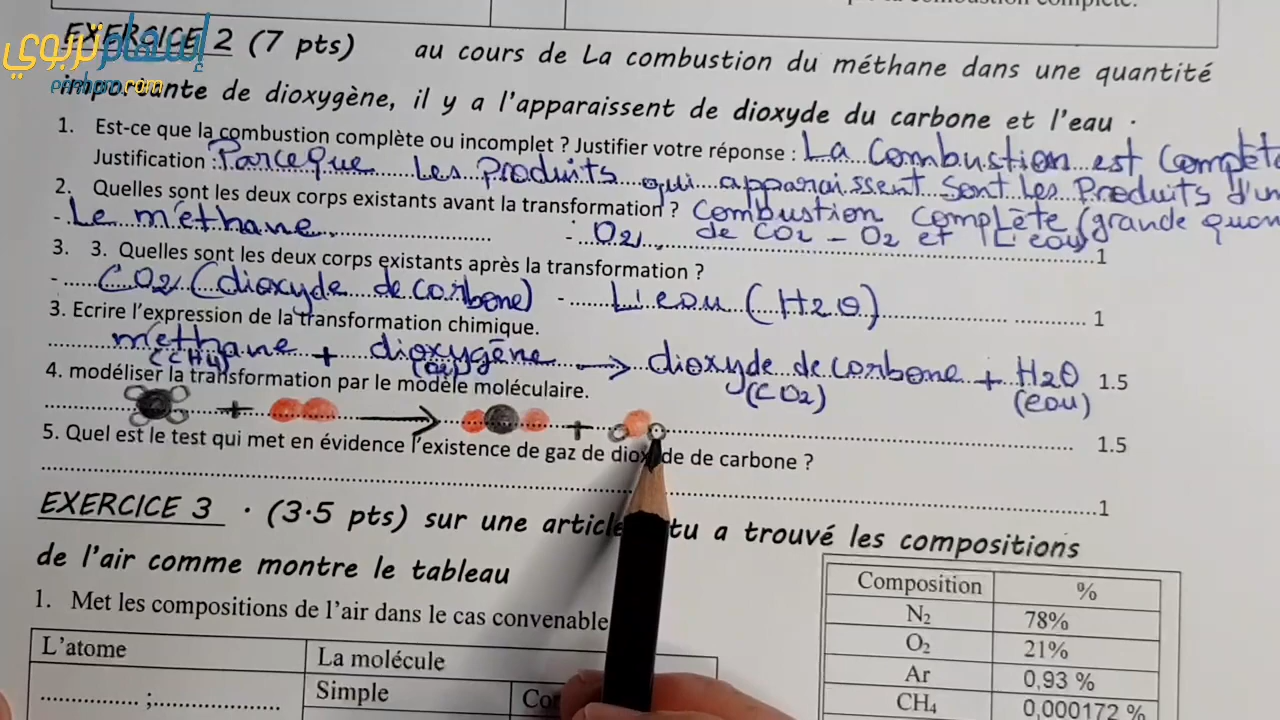 la combustion complète.
إسهام تربوي
EXERCICE 2 (7 pts) au cours de La combustion du méthane dans une quantité
importante de dioxygène, il y a l'apparaissent de dioxyde du carbone et l'eau .
1. Est-ce que la combustion complète ou incomplet ? Justifier votre réponse : La combustion est complète
Justification : Parceque les produits qui apparaissent sont les produits d'un
2. Quelles sont les deux corps existants avant la transformation ? combustion complète (grande quan
- Le méthane - O2 de CO2 - O2 et L'eau) 1
3. 3. Quelles sont les deux corps existants après la transformation ?
- CO2 (dioxyde de carbone) - L'eau (H2O) 1
3. Ecrire l'expression de la transformation chimique.
méthane + dioxygène → dioxyde de carbone + H2O 1.5
(CH4) (O2) (CO2) (eau)
4. modéliser la transformation par le modèle moléculaire.
+ → + 1.5
5. Quel est le test qui met en évidence l'existence de gaz de dioxyde de carbone ?
1
EXERCICE 3 . (3.5 pts) sur une article tu a trouvé les compositions
de l'air comme montre le tableau
1. Met les compositions de l'air dans le cas convenable
L'atome La molécule
Simple
;
Composition %
N₂ 78%
O₂ 21%
Ar 0,93 %
CH₄ 0,000172 %